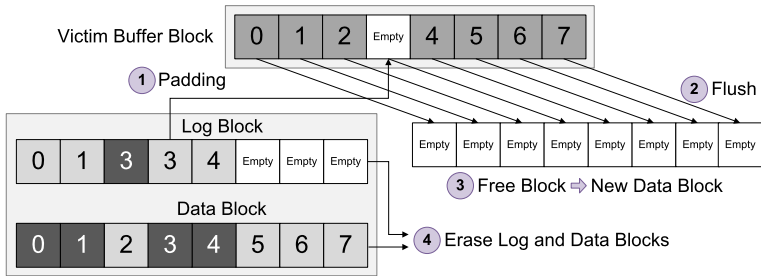 Victim Buffer Block 0 1 2 Empty 4 5 6 7
1 Padding
2 Flush
Log Block
0 1 3 3 4 Empty Empty Empty
Empty Empty Empty Empty Empty Empty Empty Empty
3 Free Block ⇨ New Data Block
Data Block
0 1 2 3 4 5 6 7
4 Erase Log and Data Blocks